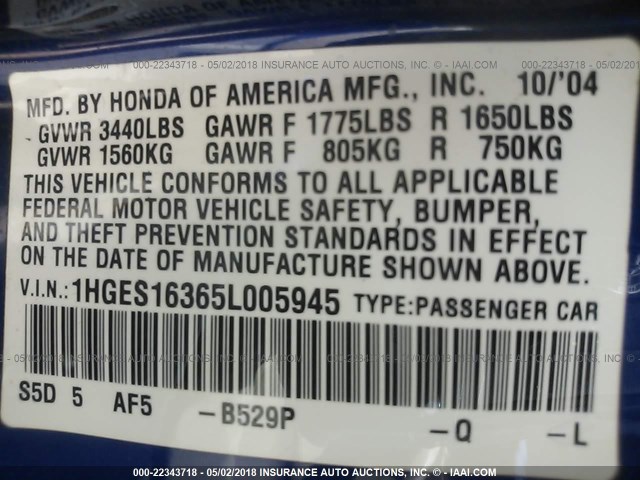 000-22343718 - 05/02/2018 INSURANCE AUTO AUCTIONS - © - IAAI.COM
MFD. BY HONDA OF AMERICA MFG., INC. 10/'04
GVWR 3440LBS GAWR F 1775LBS R 1650LBS
GVWR 1560KG GAWR F 805KG R 750KG
THIS VEHICLE CONFORMS TO ALL APPLICABLE
FEDERAL MOTOR VEHICLE SAFETY, BUMPER,
AND THEFT PREVENTION STANDARDS IN EFFECT
ON THE DATE OF MANUFACTURE SHOWN ABOVE.
V.I.N.:1HGES16365L005945 TYPE:PASSENGER CAR
S5D 5 AF5 -B529P -Q -L
000-22343718 - 05/02/2018 INSURANCE AUTO AUCTIONS - © - IAAI.COM